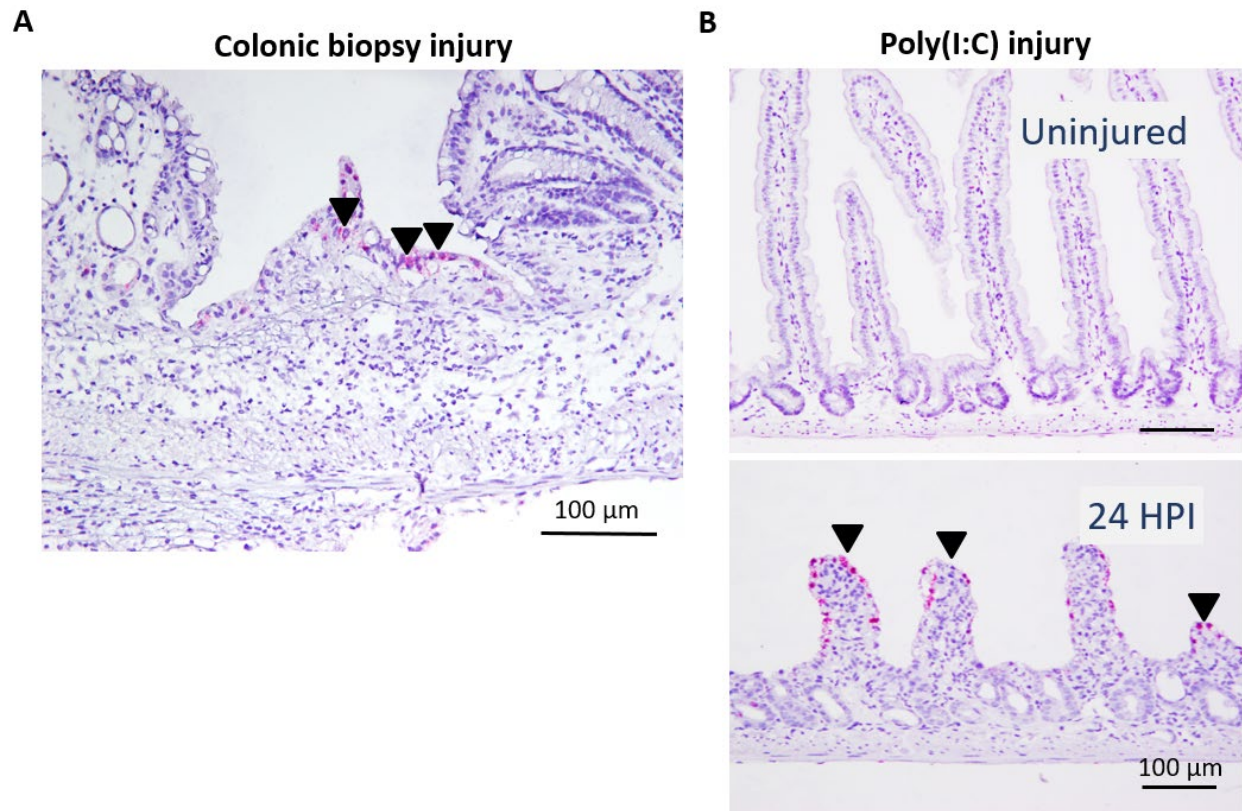 A
Colonic biopsy injury
100 µm
B
Poly(I:C) injury
Uninjured
24 HPI
100 µm